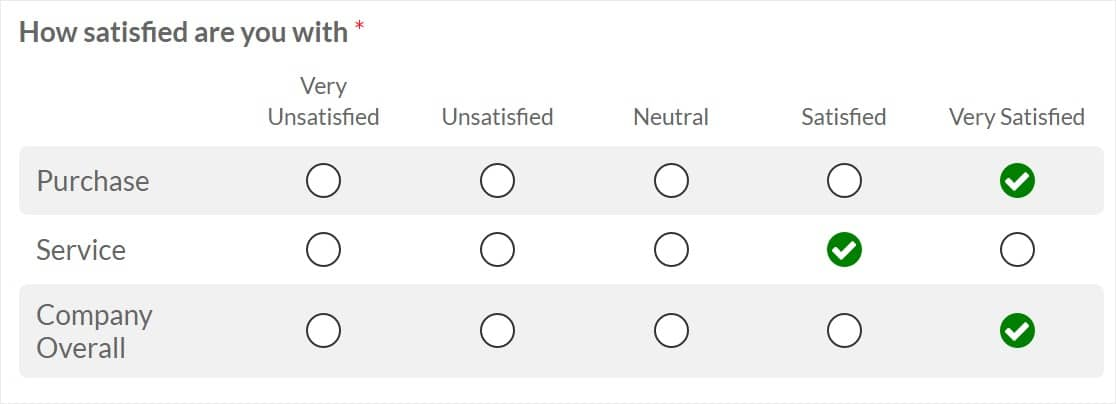 How satisfied are you with *
Very
Unsatisfied Unsatisfied Neutral Satisfied Very Satisfied
Purchase
Service
Company
Overall